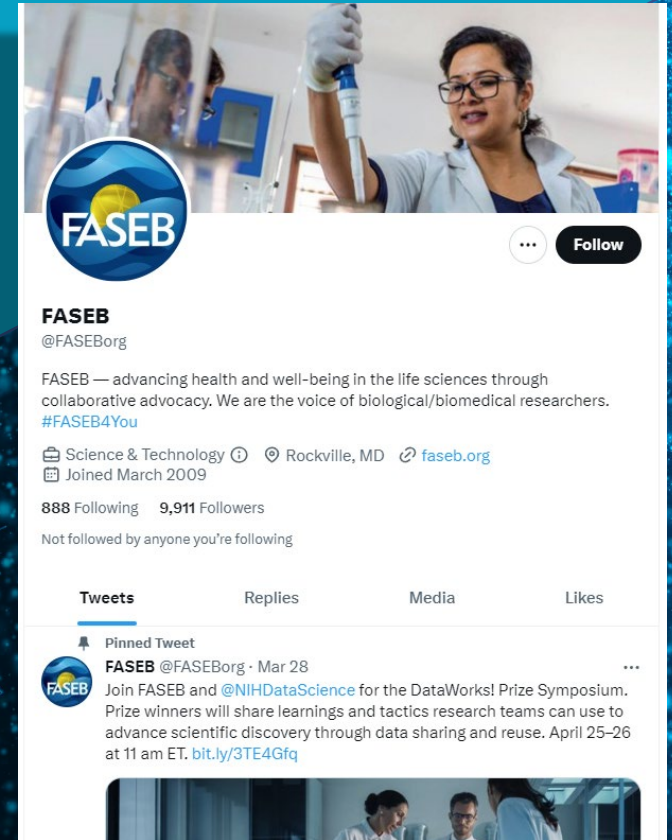 FASEB
Follow
FASEB
@FASEBorg
FASEB — advancing health and well-being in the life sciences through
collaborative advocacy. We are the voice of biological/biomedical researchers.
#FASEB4You
Science & Technology Rockville, MD faseb.org
Joined March 2009
888 Following 9,911 Followers
Not followed by anyone you're following
Tweets Replies Media Likes
Pinned Tweet
FASEB @FASEBorg · Mar 28
FASEB
Join FASEB and @NIHDataScience for the DataWorks! Prize Symposium.
Prize winners will share learnings and tactics research teams can use to
advance scientific discovery through data sharing and reuse. April 25–26
at 11 am ET. bit.ly/3TE4Gfq